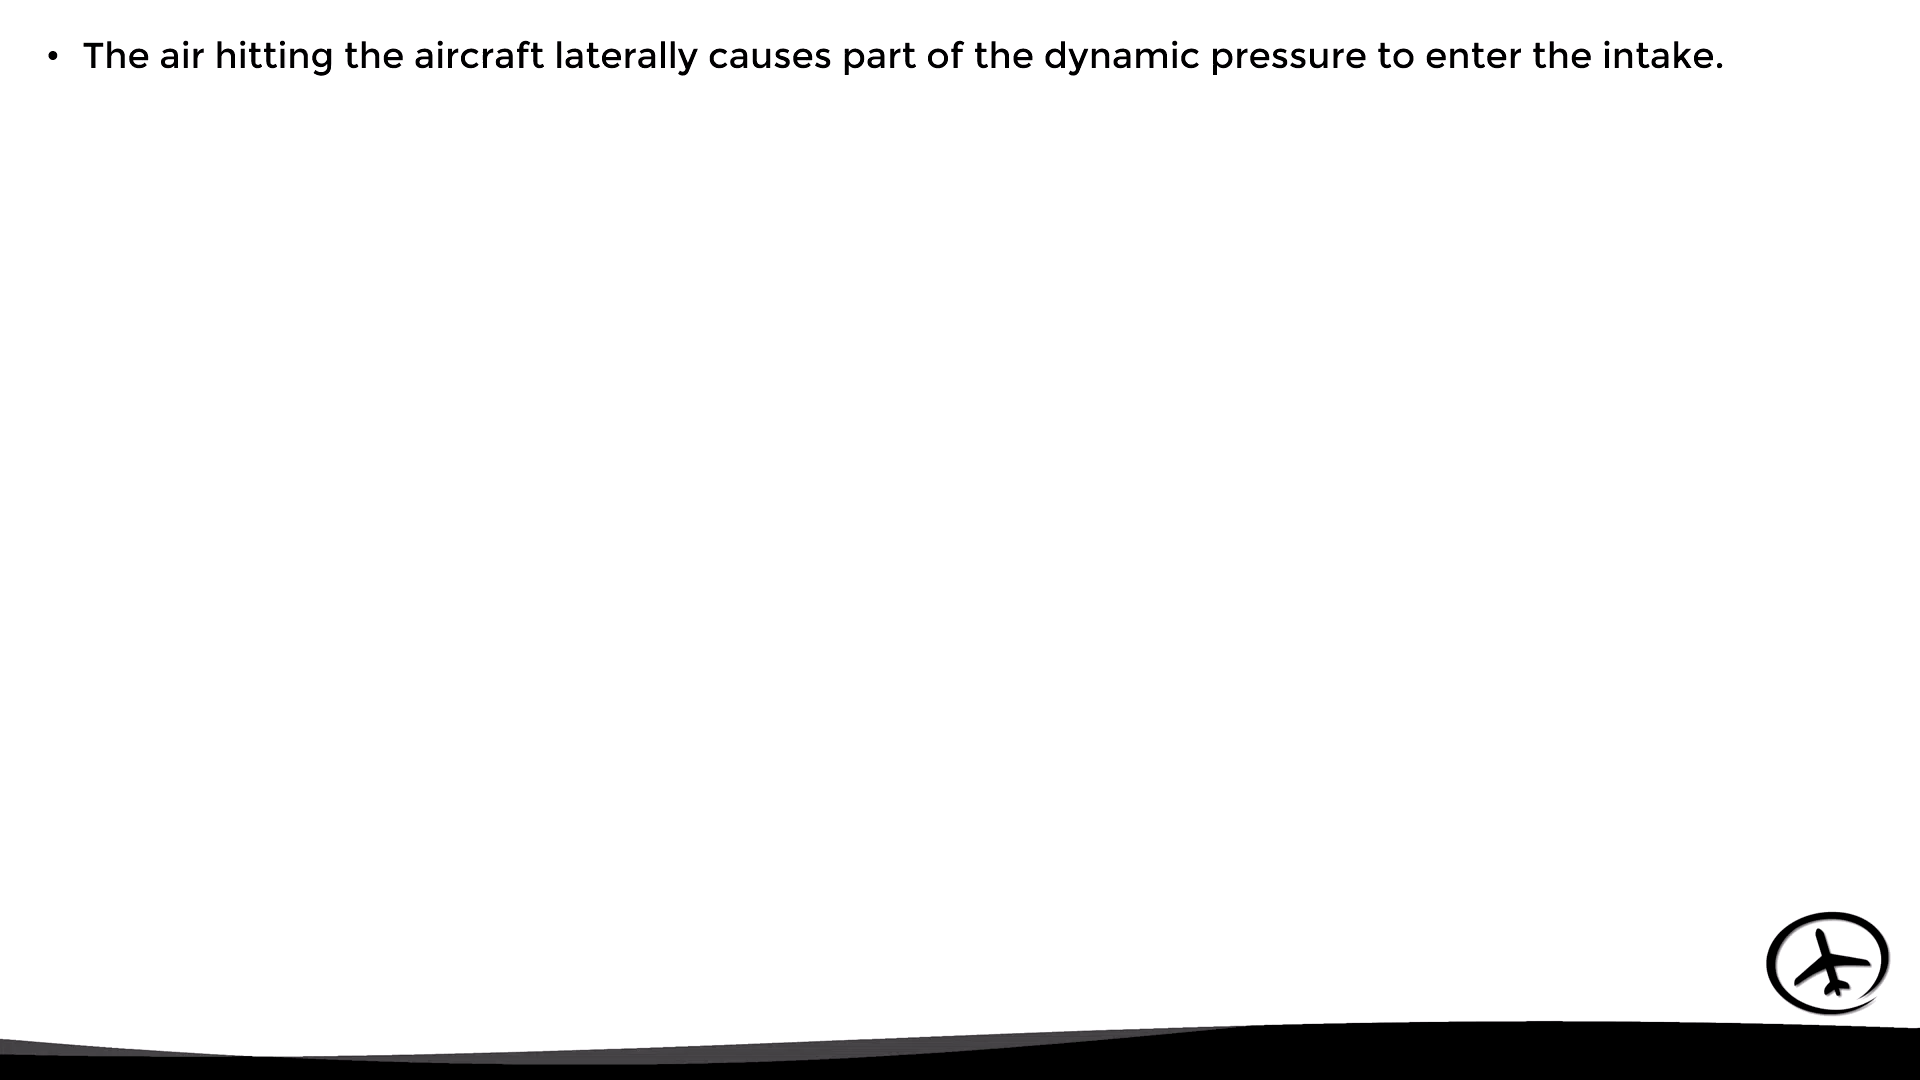 • The air hitting the aircraft laterally causes part of the dynamic pressure to enter the intake.